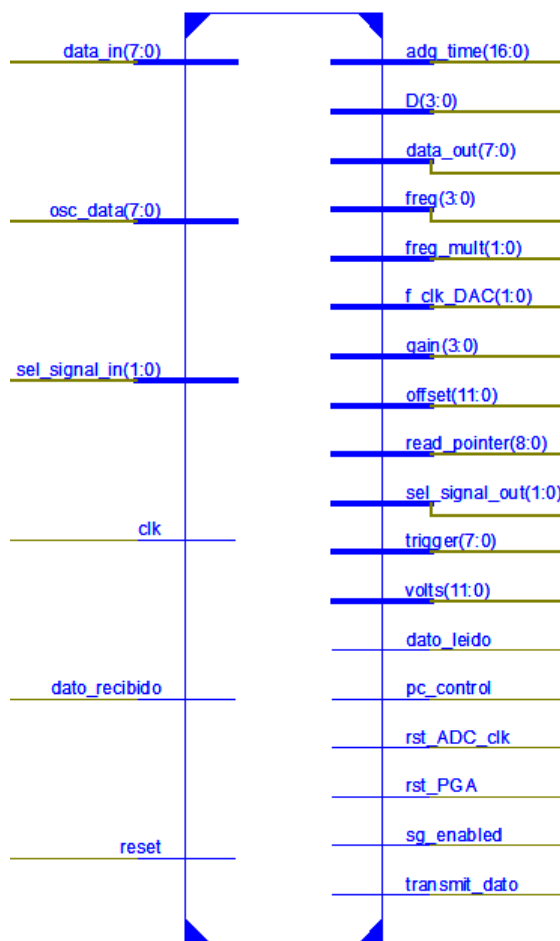 data_in(7:0)
osc_data(7:0)
sel_signal_in(1:0)
clk
dato_recibido
reset
adq_time(16:0)
D(3:0)
data_out(7:0)
freq(3:0)
freq_mult(1:0)
f_clk_DAC(1:0)
gain(3:0)
offset(11:0)
read_pointer(8:0)
sel_signal_out(1:0)
trigger(7:0)
volts(11:0)
dato_leido
pc_control
rst_ADC_clk
rst_PGA
sg_enabled
transmit_dato